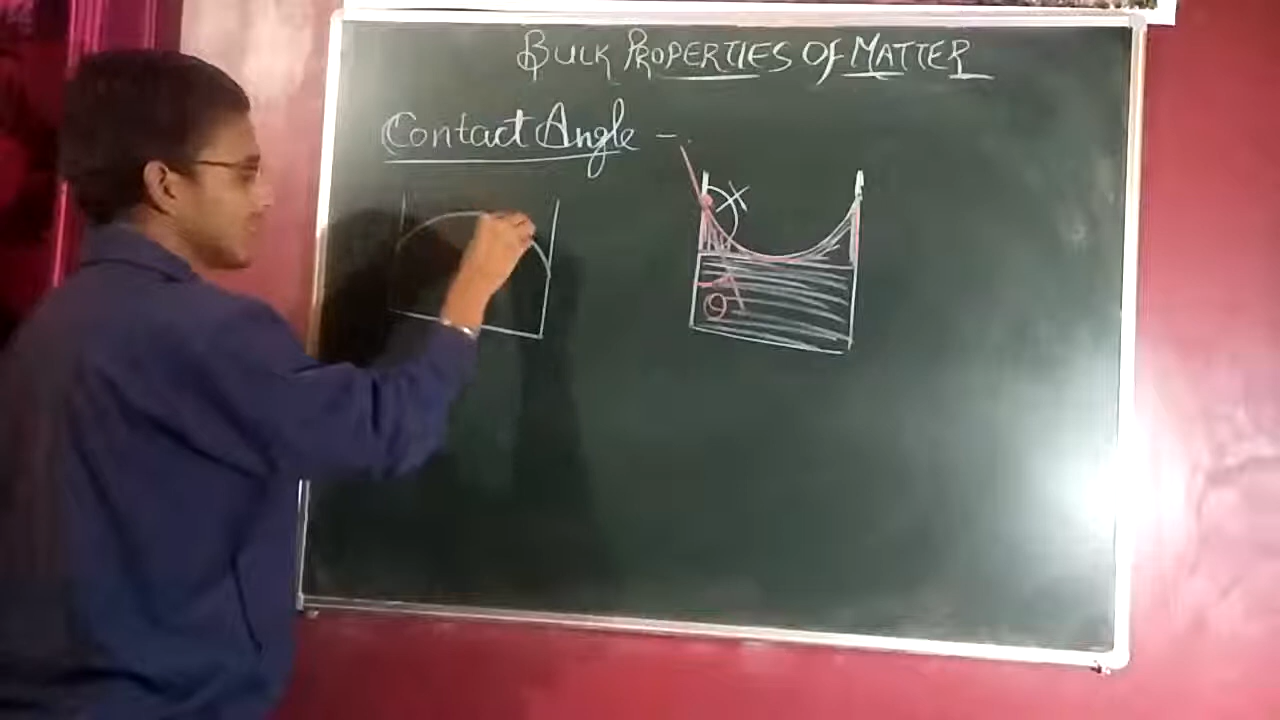 BULK PROPERTIES OF MATTER
Contact Angle -
θ